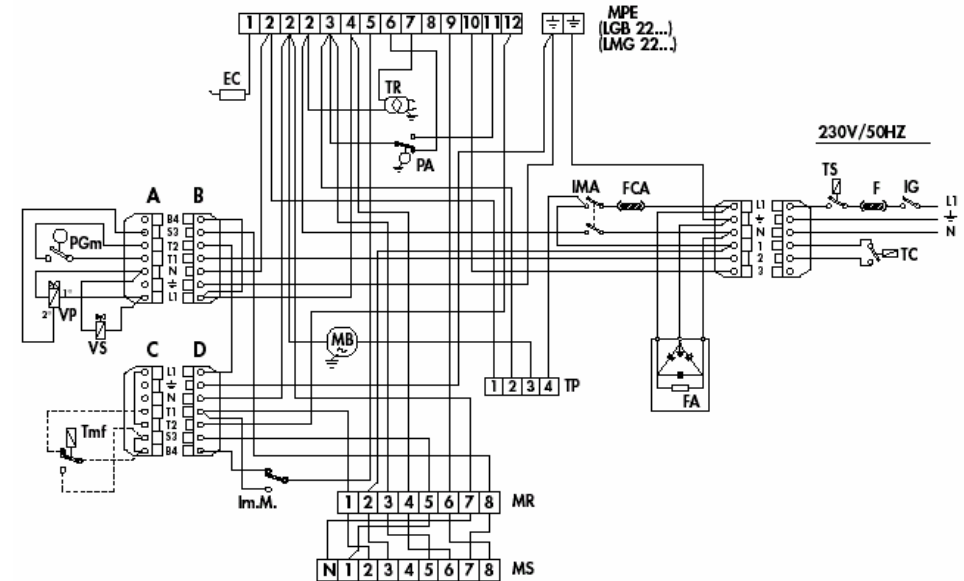 MPE
(LGB 22...)
(LMG 22...)
1 2 2 2 3 4 5 6 7 8 9 10 11 12
EC
TR
PA
230V/50HZ
TS F IG
L1
N
IMA FCA
L1
N
1
2
3
TC
A B
B4
S3
T2
T1
N
L1
PGm
1°
2° VP
VS
MB
FA
1 2 3 4 TP
C D
L1
N
T1
T2
S3
B4
Tmf
Im.M.
1 2 3 4 5 6 7 8 MR
N 1 2 3 4 5 6 7 8 MS